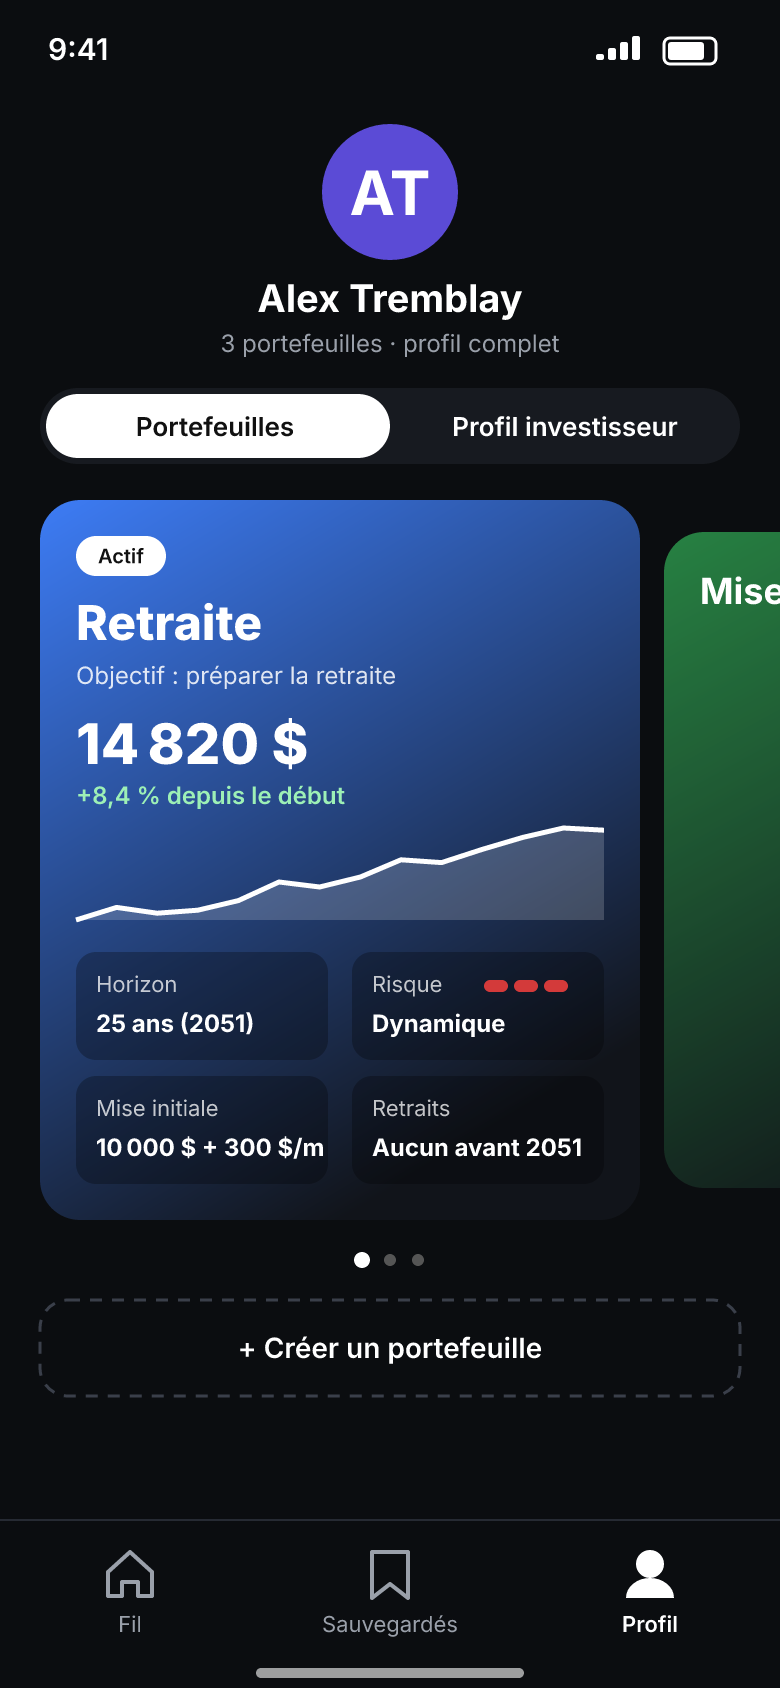 9:41
AT
Alex Tremblay
3 portefeuilles · profil complet
Portefeuilles
Profil investisseur
Actif
Retraite
Objectif : préparer la retraite
14 820 $
+8,4 % depuis le début
Mise
Horizon
25 ans (2051)
Risque
Dynamique
Mise initiale
10 000 $ + 300 $/m
Retraits
Aucun avant 2051
+ Créer un portefeuille
Fil
Sauvegardés
Profil